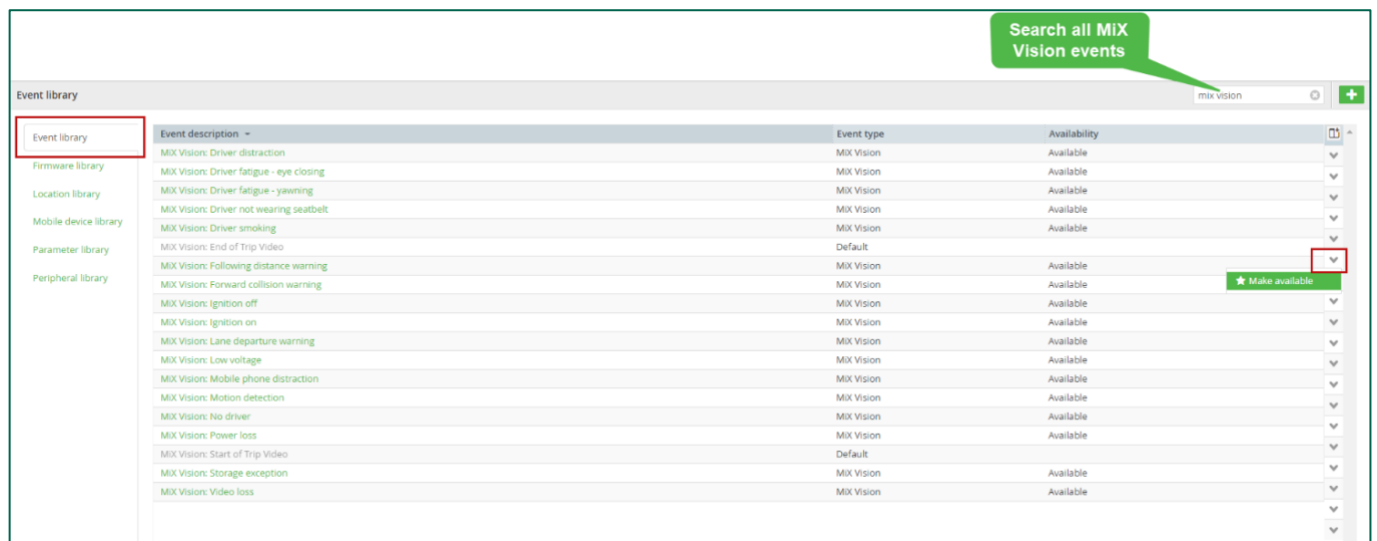 Search all MiX
Vision events
Event library
mix vision
Event library
Firmware library
Location library
Mobile device library
Parameter library
Peripheral library
Event description Event type Availability
MiX Vision: Driver distraction MiX Vision Available
MiX Vision: Driver fatigue - eye closing MiX Vision Available
MiX Vision: Driver fatigue - yawning MiX Vision Available
MiX Vision: Driver not wearing seatbelt MiX Vision Available
MiX Vision: Driver smoking MiX Vision Available
MiX Vision: End of Trip Video Default
MiX Vision: Following distance warning MiX Vision Available
MiX Vision: Forward collision warning MiX Vision Available
Make available
MiX Vision: Ignition off MiX Vision Available
MiX Vision: Ignition on MiX Vision Available
MiX Vision: Lane departure warning MiX Vision Available
MiX Vision: Low voltage MiX Vision Available
MiX Vision: Mobile phone distraction MiX Vision Available
MiX Vision: Motion detection MiX Vision Available
MiX Vision: No driver MiX Vision Available
MiX Vision: Power loss MiX Vision Available
MiX Vision: Start of Trip Video Default
MiX Vision: Storage exception MiX Vision Available
MiX Vision: Video loss MiX Vision Available